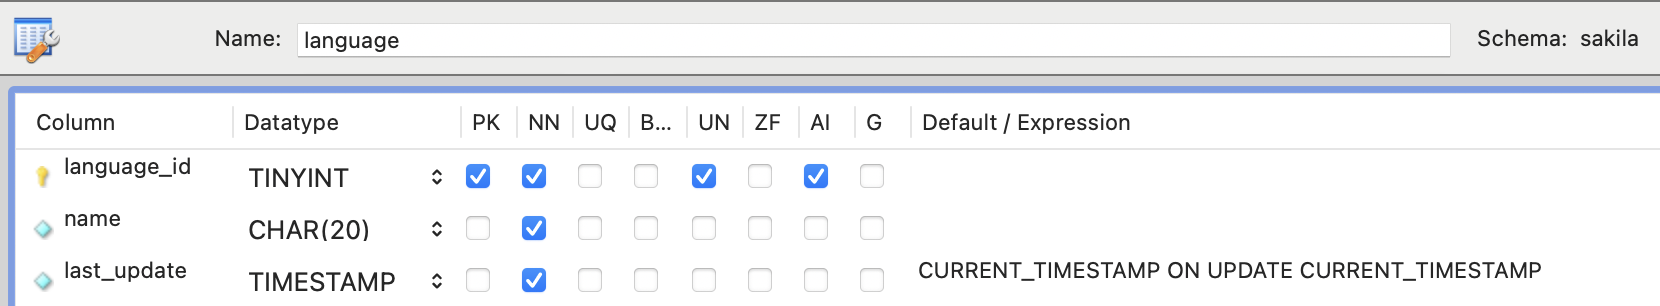 Name: language Schema: sakila
Column Datatype PK NN UQ B... UN ZF AI G Default / Expression
language_id TINYINT
name CHAR(20)
last_update TIMESTAMP CURRENT_TIMESTAMP ON UPDATE CURRENT_TIMESTAMP